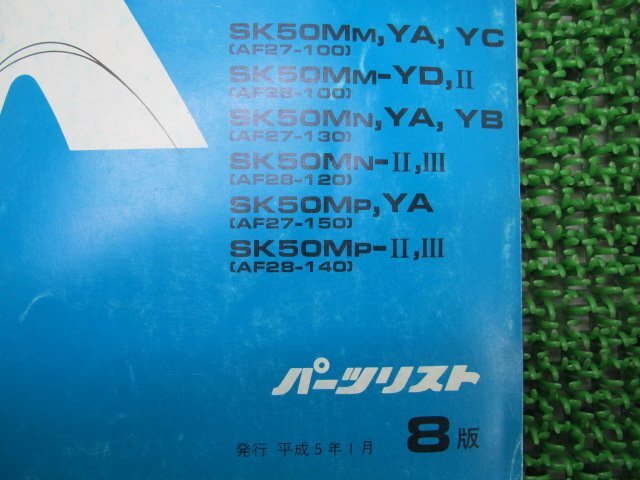 SK50MM, YA, YC
(AF27-100)
SK50MM-YD, II
(AF28-100)
SK50MN, YA, YB
(AF27-130)
SK50MN-II, III
(AF28-120)
SK50MP, YA
(AF27-150)
SK50MP-II, III
(AF28-140)
パーツリスト
発行 平成5年1月 8版